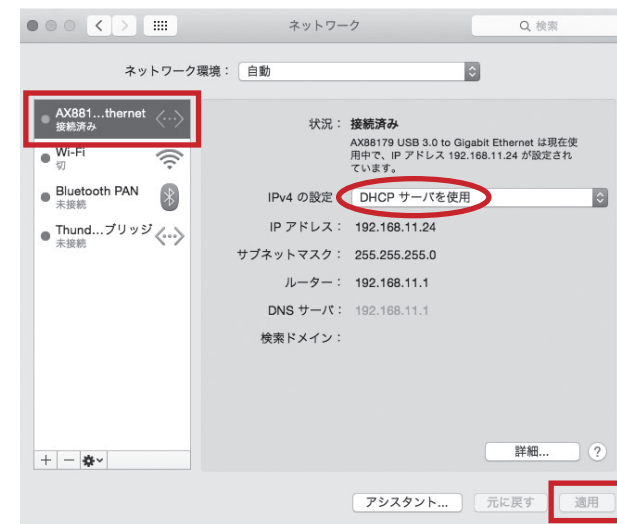 ネットワーク
検索
ネットワーク環境： 自動
AX881...thernet
接続済み
Wi-Fi
切
Bluetooth PAN
未接続
Thund...ブリッジ
未接続
状況： 接続済み
AX88179 USB 3.0 to Gigabit Ethernet は現在使
用中で、IP アドレス 192.168.11.24 が設定され
ています。
IPv4 の設定 DHCP サーバを使用
IP アドレス： 192.168.11.24
サブネットマスク： 255.255.255.0
ルーター： 192.168.11.1
DNS サーバ： 192.168.11.1
検索ドメイン：
詳細... ?
アシスタント... 元に戻す 適用